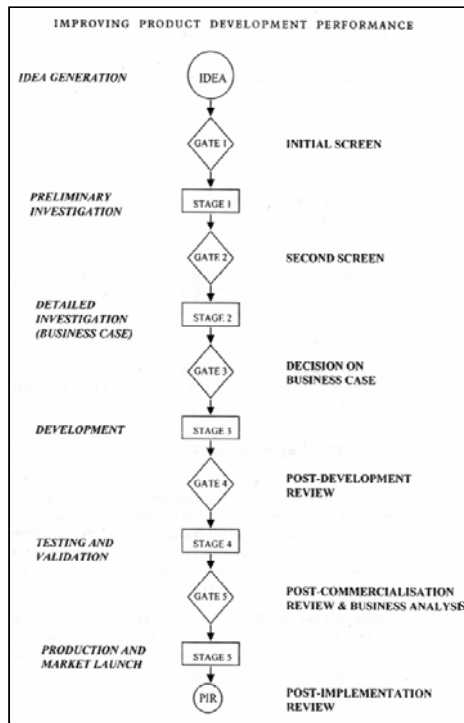 IMPROVING PRODUCT DEVELOPMENT PERFORMANCE
IDEA GENERATION
IDEA
GATE 1
INITIAL SCREEN
PRELIMINARY
INVESTIGATION
STAGE 1
GATE 2
SECOND SCREEN
DETAILED
INVESTIGATION
(BUSINESS CASE)
STAGE 2
GATE 3
DECISION ON
BUSINESS CASE
DEVELOPMENT
STAGE 3
GATE 4
POST-DEVELOPMENT
REVIEW
TESTING AND
VALIDATION
STAGE 4
GATE 5
POST-COMMERCIALISATION
REVIEW & BUSINESS ANALYSIS
PRODUCTION AND
MARKET LAUNCH
STAGE 5
PIR
POST-IMPLEMENTATION
REVIEW